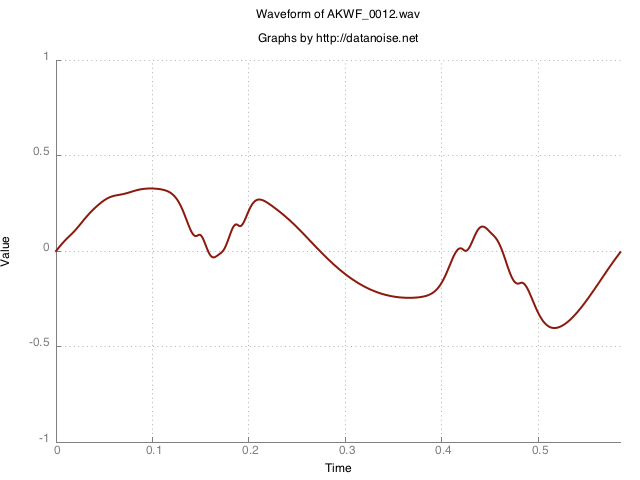 Waveform of AKWF_0012.wav
Graphs by http://datanoise.net
1
0.5
0
-0.5
-1
Value
0 0.1 0.2 0.3 0.4 0.5
Time